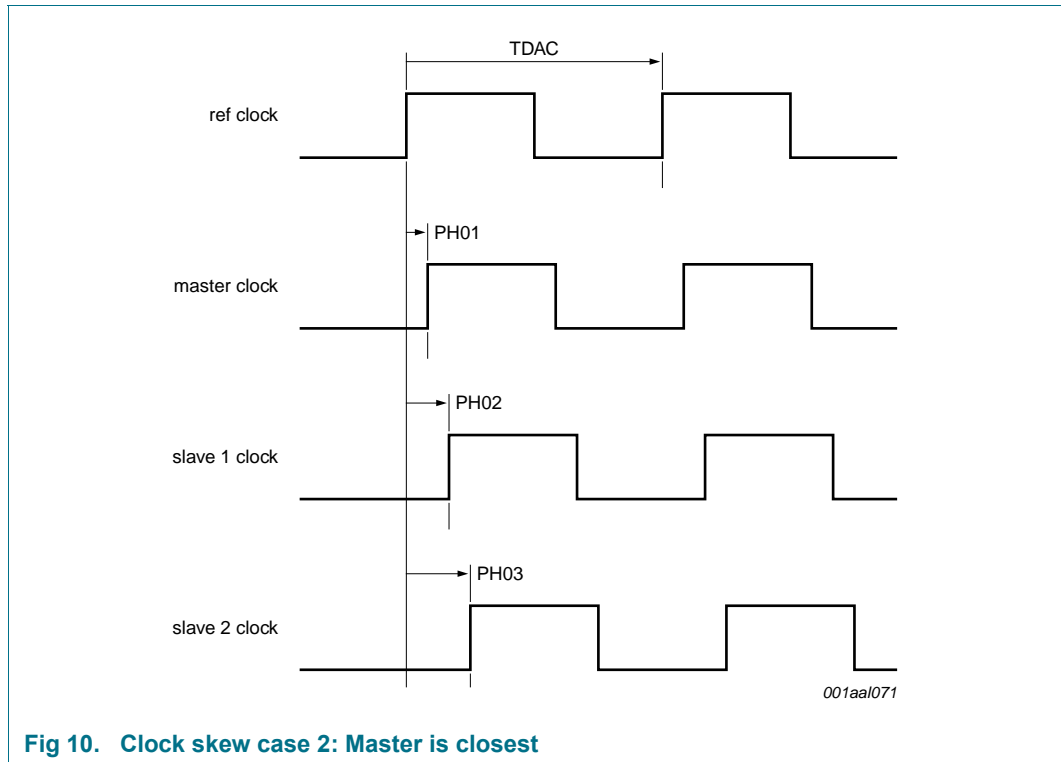 TDAC
ref clock
PH01
master clock
PH02
slave 1 clock
PH03
slave 2 clock
001aal071
Fig 10. Clock skew case 2: Master is closest